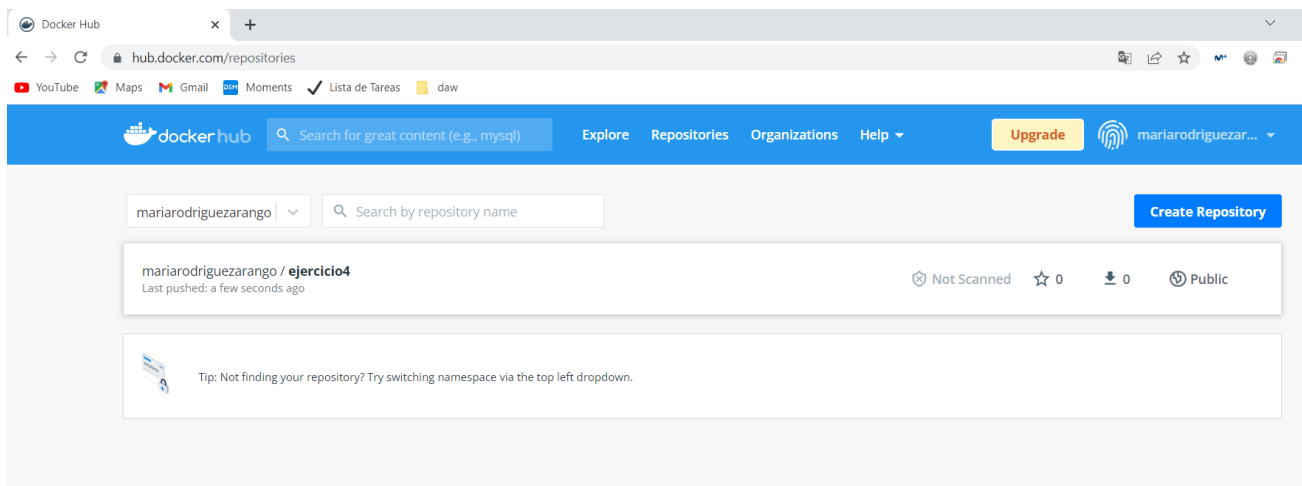 Docker Hub
hub.docker.com/repositories
YouTube Maps Gmail DSM Moments Lista de Tareas daw
dockerhub Search for great content (e.g., mysql) Explore Repositories Organizations Help Upgrade mariarodriguezar...
mariarodriguezarango Search by repository name Create Repository
mariarodriguezarango / ejercicio4 Not Scanned 0 0 Public
Last pushed: a few seconds ago
Tip: Not finding your repository? Try switching namespace via the top left dropdown.